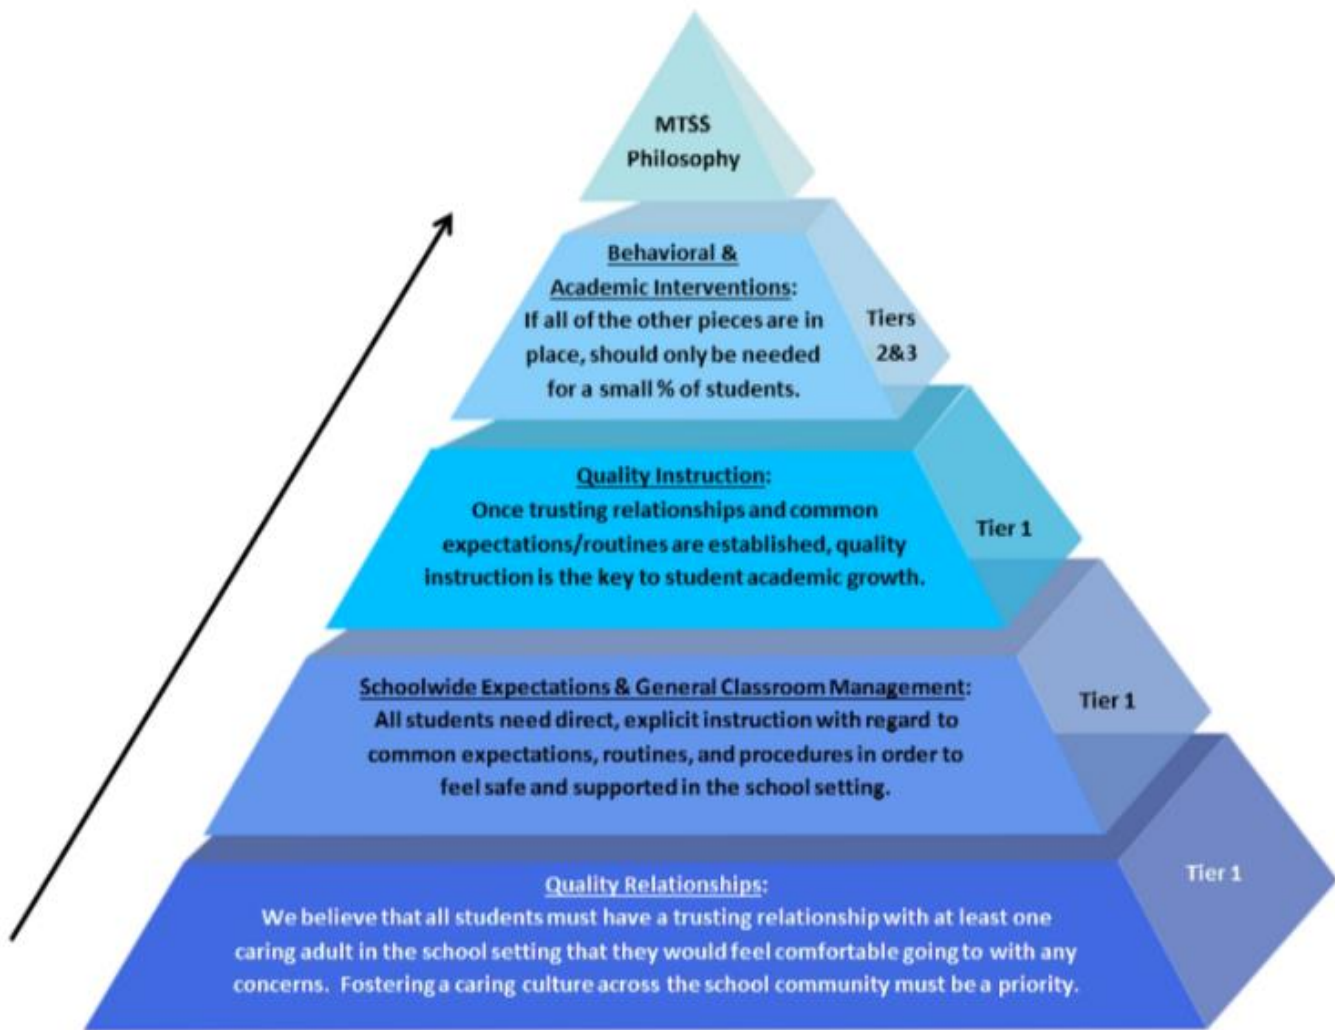 MTSS
Philosophy
Behavioral &
Academic Interventions:
If all of the other pieces are in
place, should only be needed
for a small % of students.
Tiers
2&3
Quality Instruction:
Once trusting relationships and common
expectations/routines are established, quality
instruction is the key to student academic growth.
Tier 1
Schoolwide Expectations & General Classroom Management:
All students need direct, explicit instruction with regard to
common expectations, routines, and procedures in order to
feel safe and supported in the school setting.
Tier 1
Quality Relationships:
We believe that all students must have a trusting relationship with at least one
caring adult in the school setting that they would feel comfortable going to with any
concerns.  Fostering a caring culture across the school community must be a priority.
Tier 1